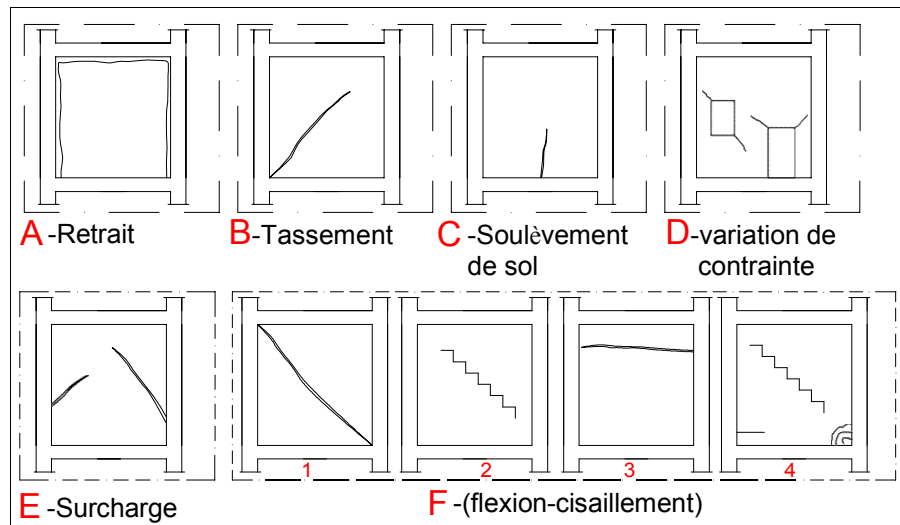 A -Retrait
B-Tassement
C -Soulèvement
de sol
D-variation de
contrainte
1
2
3
4
E -Surcharge
F -(flexion-cisaillement)